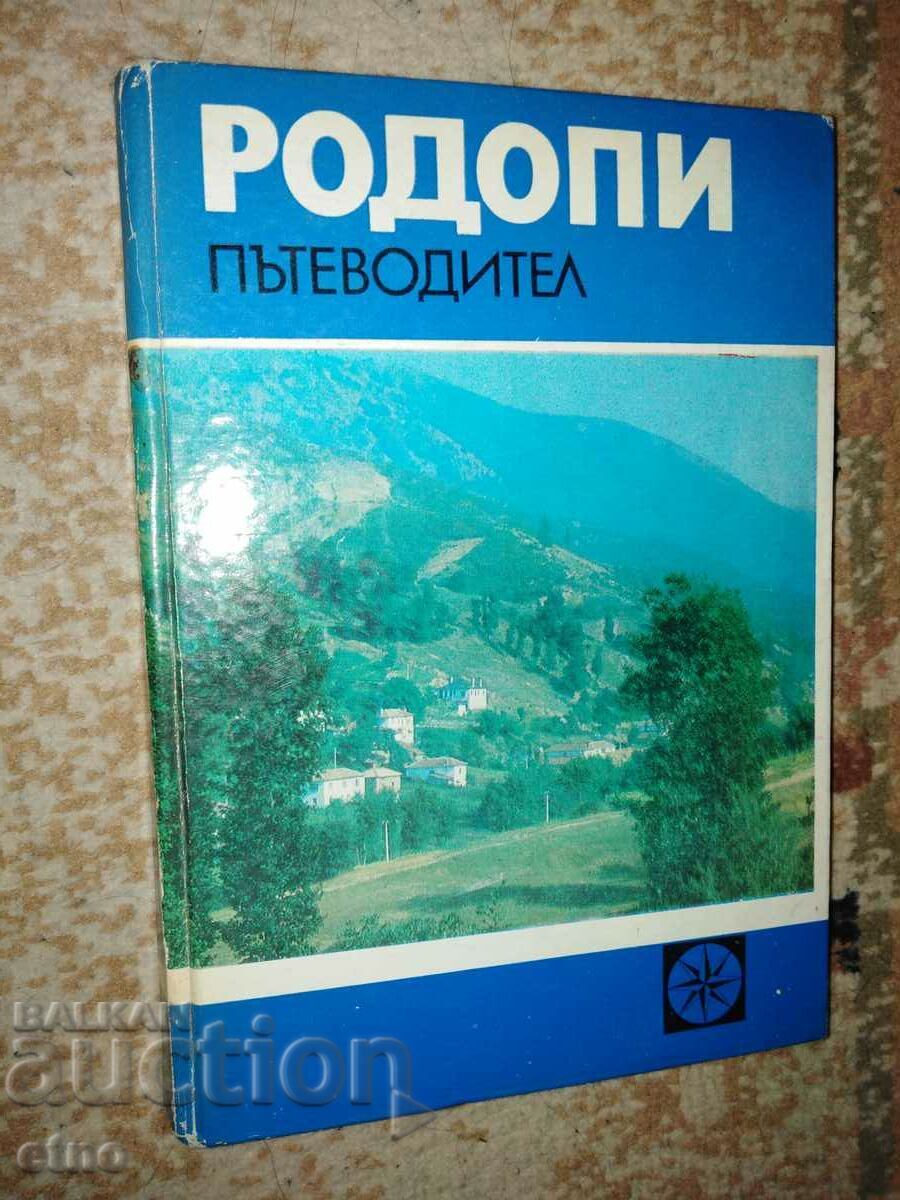 РОДОПИ
ПЪТЕВОДИТЕЛ
BALKAN
auction
etno